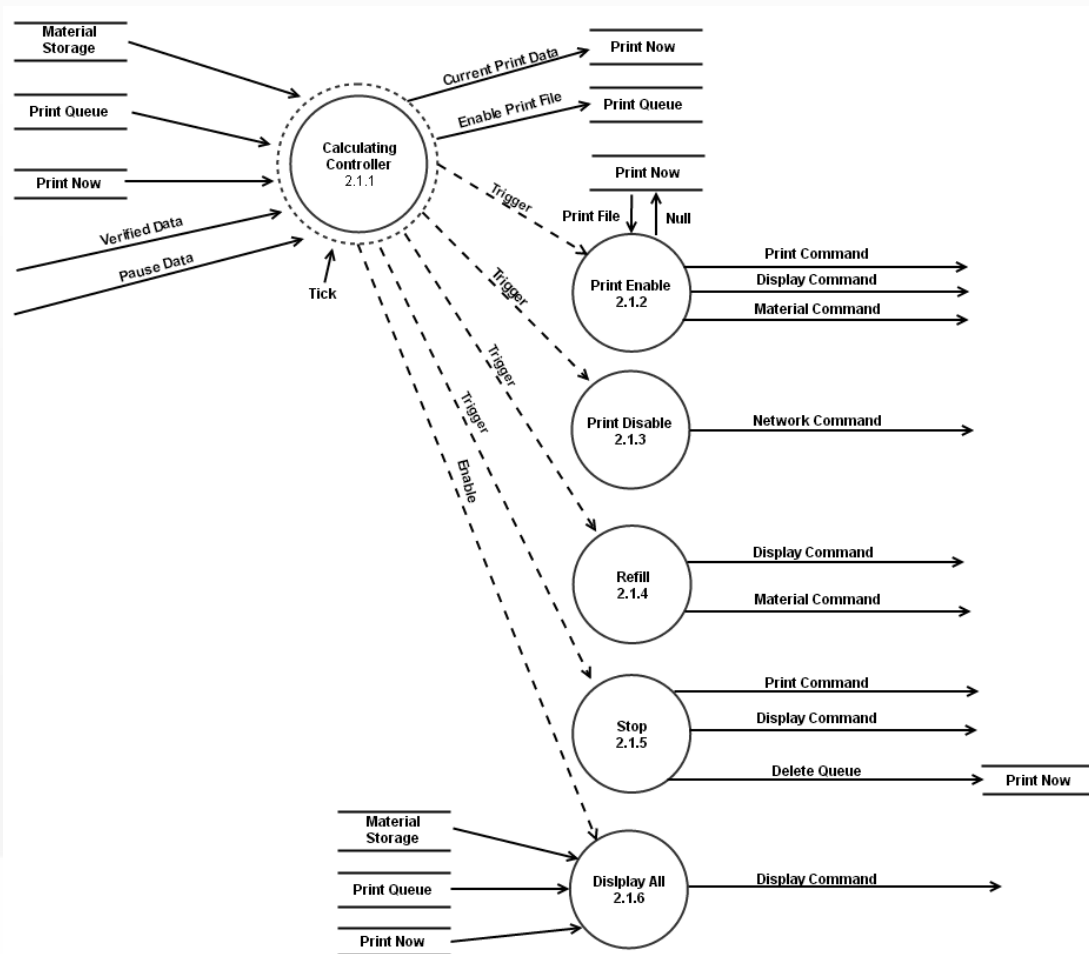 Material
Storage
Print Queue
Print Now
Verified Data
Pause Data
Tick
Calculating
Controller
2.1.1
Current Print Data
Print Now
Enable Print File
Print Queue
Print Now
Print File
Null
Trigger
Print Enable
2.1.2
Print Command
Display Command
Material Command
Trigger
Print Disable
2.1.3
Network Command
Trigger
Refill
2.1.4
Display Command
Material Command
Trigger
Stop
2.1.5
Print Command
Display Command
Delete Queue
Print Now
Enable
Material
Storage
Print Queue
Print Now
Dislplay All
2.1.6
Display Command